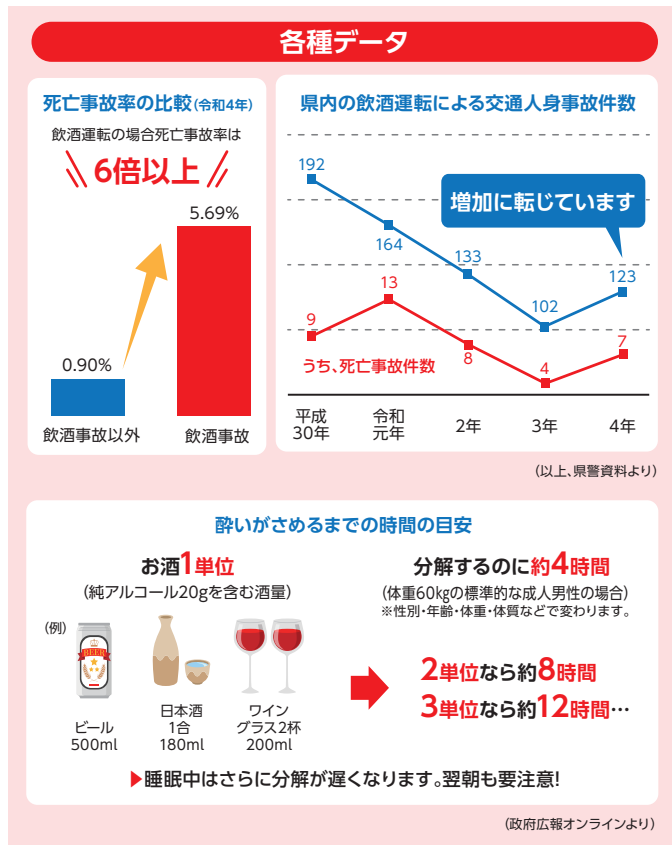 各種データ
死亡事故率の比較(令和4年)
飲酒運転の場合死亡事故率は
6倍以上
5.69%
0.90%
飲酒事故以外
飲酒事故
県内の飲酒運転による交通人身事故件数
192
164
133
102
123
増加に転じています
9
13
8
4
7
うち、死亡事故件数
平成
30年
令和
元年
2年
3年
4年
(以上、県警資料より)
酔いがさめるまでの時間の目安
お酒1単位
(純アルコール20gを含む酒量)
(例)
BEER
ビール
500ml
日本酒
1合
180ml
ワイン
グラス2杯
200ml
分解するのに約4時間
(体重60kgの標準的な成人男性の場合)
※性別・年齢・体重・体質などで変わります。
2単位なら約8時間
3単位なら約12時間…
▶睡眠中はさらに分解が遅くなります。翌朝も要注意!
(政府広報オンラインより)